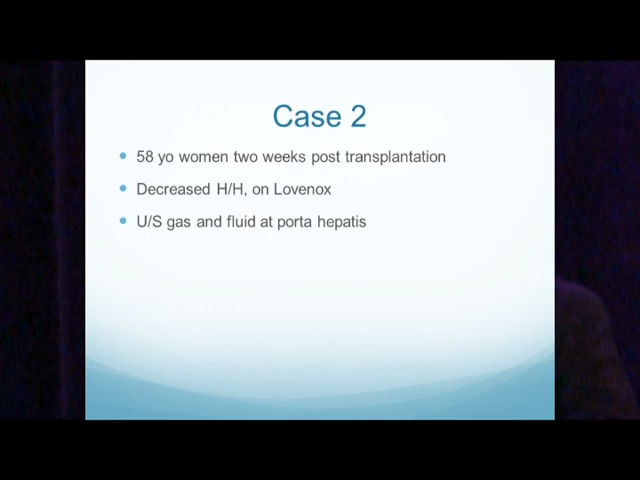 Case 2
58 yo women two weeks post transplantation
Decreased H/H, on Lovenox
U/S gas and fluid at porta hepatis